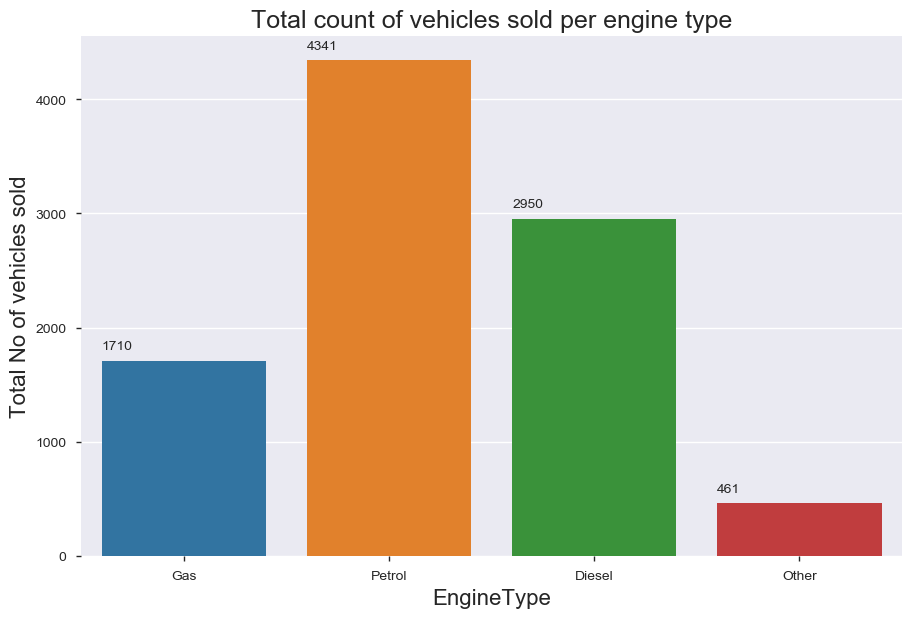 Total count of vehicles sold per engine type
4341
4000
Total No of vehicles sold
3000
2950
2000
1710
1000
461
0
Gas
Petrol
Diesel
Other
EngineType